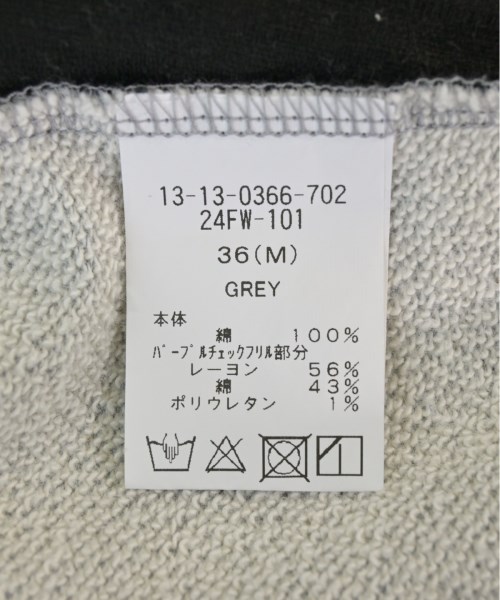 13-13-0366-702
24FW-101
36(M)
GREY
本体
綿 100%
ﾊﾟｰﾌﾟﾙﾁｪｯｸﾌﾘﾙ部分
レーヨン 56%
綿 43%
ポリウレタン 1%